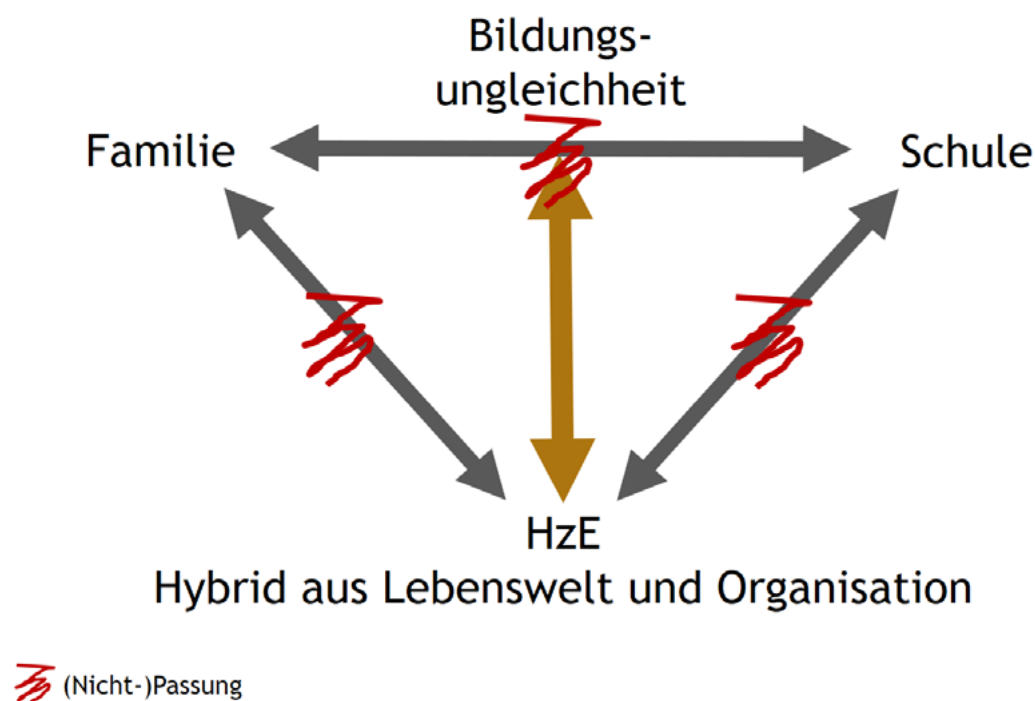 Bildungs-
ungleichheit
Familie
Schule
HzE
Hybrid aus Lebenswelt und Organisation
(Nicht-)Passung